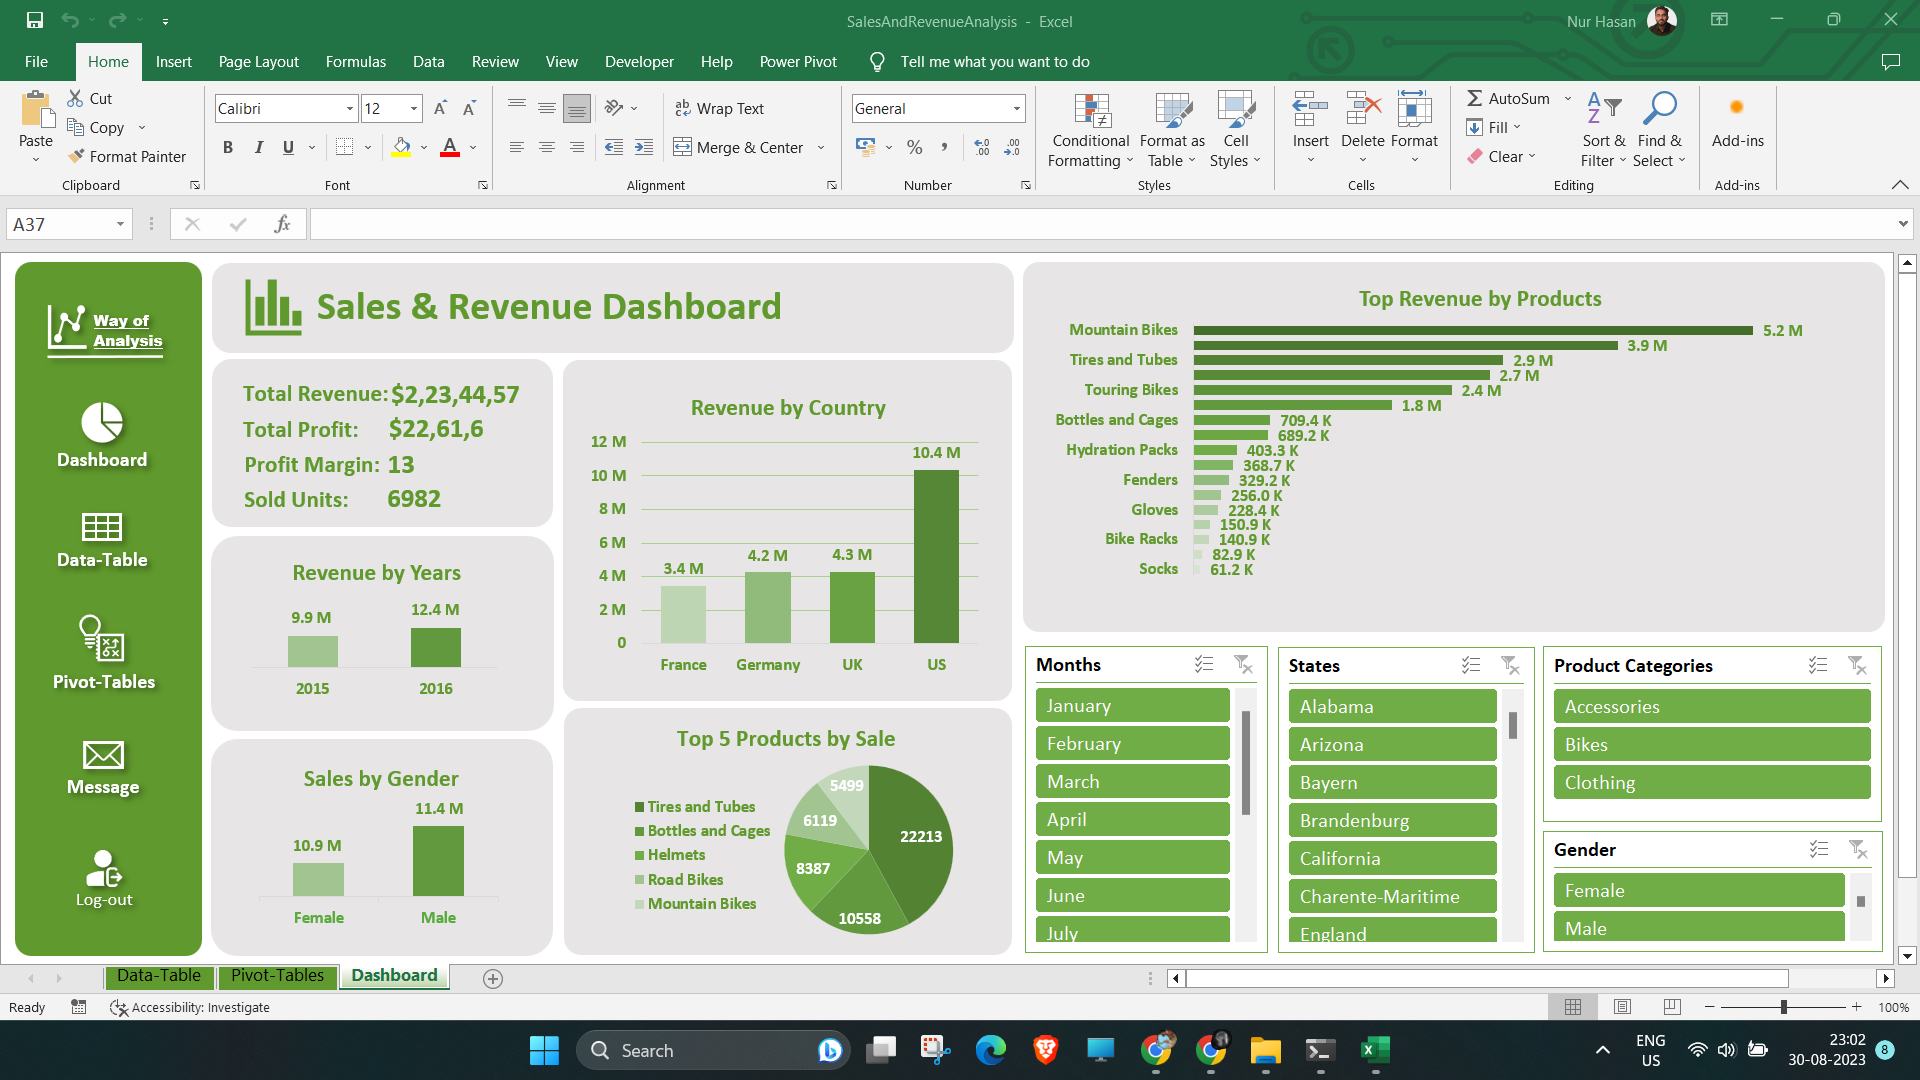 SalesAndRevenueAnalysis - Excel
Nur Hasan
File Home Insert Page Layout Formulas Data Review View Developer Help Power Pivot Tell me what you want to do
Paste
Cut
Copy
Format Painter
Clipboard
Calibri 12
B I U
Font
Wrap Text
Merge & Center
Alignment
General
% ,
Number
Conditional Formatting
Format as Table
Cell Styles
Styles
Insert Delete Format
Cells
AutoSum
Fill
Clear
Sort & Filter
Find & Select
Editing
Add-ins
Add-ins
A37
fx
Way of
Analysis
Dashboard
Data-Table
Pivot-Tables
Message
Log-out
Sales & Revenue Dashboard
Total Revenue: $2,23,44,57
Total Profit: $22,61,6
Profit Margin: 13
Sold Units: 6982
Revenue by Years
9.9 M
12.4 M
2015 2016
Sales by Gender
10.9 M
11.4 M
Female Male
Revenue by Country
12 M
10 M
8 M
6 M
4 M
2 M
0
3.4 M
4.2 M
4.3 M
10.4 M
France Germany UK US
Top 5 Products by Sale
Tires and Tubes
Bottles and Cages
Helmets
Road Bikes
Mountain Bikes
5499
6119
8387
10558
22213
Top Revenue by Products
Mountain Bikes 5.2 M
3.9 M
Tires and Tubes 2.9 M
2.7 M
Touring Bikes 2.4 M
1.8 M
Bottles and Cages 709.4 K
689.2 K
Hydration Packs 403.3 K
368.7 K
Fenders 329.2 K
256.0 K
Gloves 228.4 K
150.9 K
Bike Racks 140.9 K
82.9 K
Socks 61.2 K
Months
January
February
March
April
May
June
July
States
Alabama
Arizona
Bayern
Brandenburg
California
Charente-Maritime
England
Product Categories
Accessories
Bikes
Clothing
Gender
Female
Male
Data-Table Pivot-Tables Dashboard
Ready
Accessibility: Investigate
100%
Search
ENG
US
23:02
30-08-2023
8